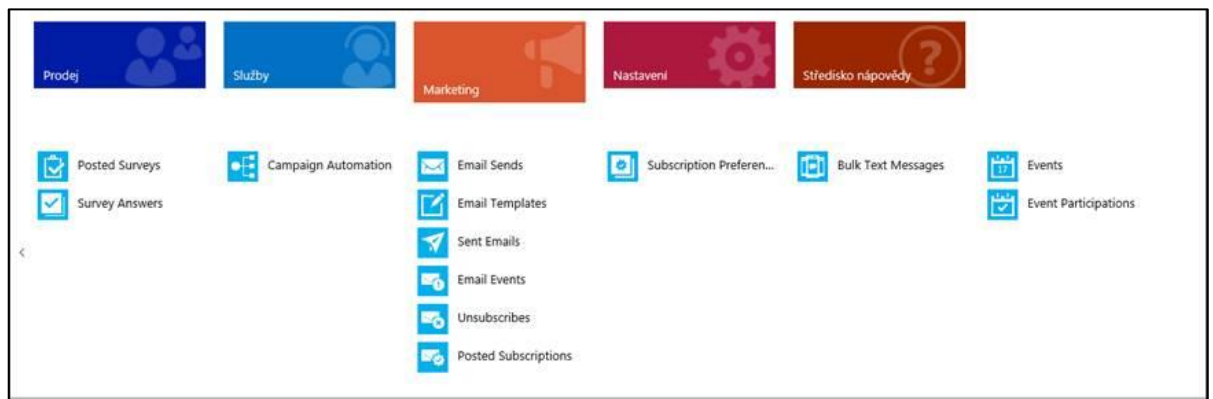 Prodej
Služby
Marketing
Nastavení
Středisko nápovědy
Posted Surveys
Survey Answers
Campaign Automation
Email Sends
Email Templates
Sent Emails
Email Events
Unsubscribes
Posted Subscriptions
Subscription Preferen...
Bulk Text Messages
Events
Event Participations